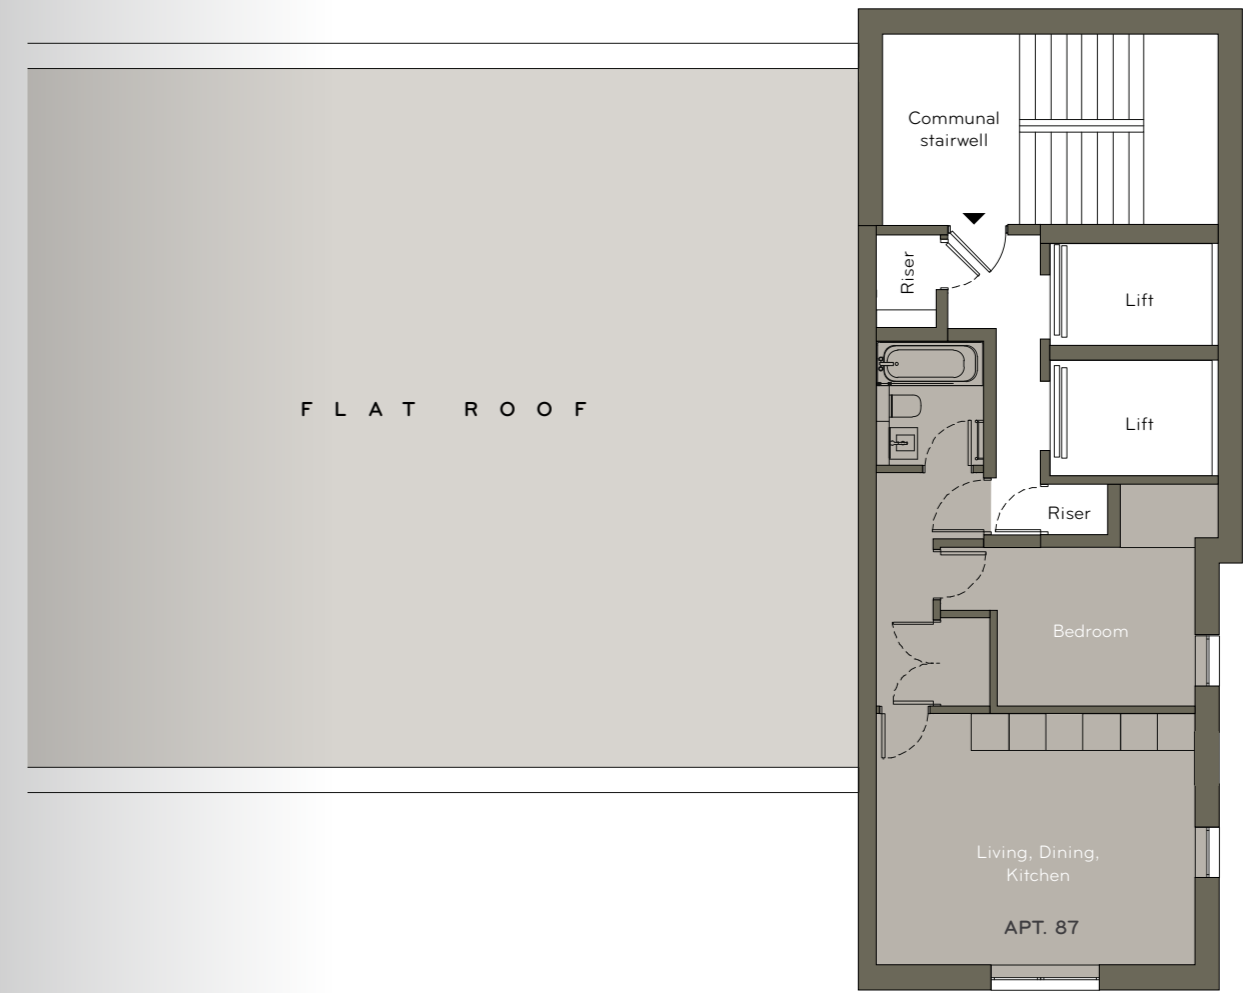 Communal
stairwell
Riser
Lift
FLAT ROOF
Lift
Riser
Bedroom
Living, Dining,
Kitchen
APT. 87